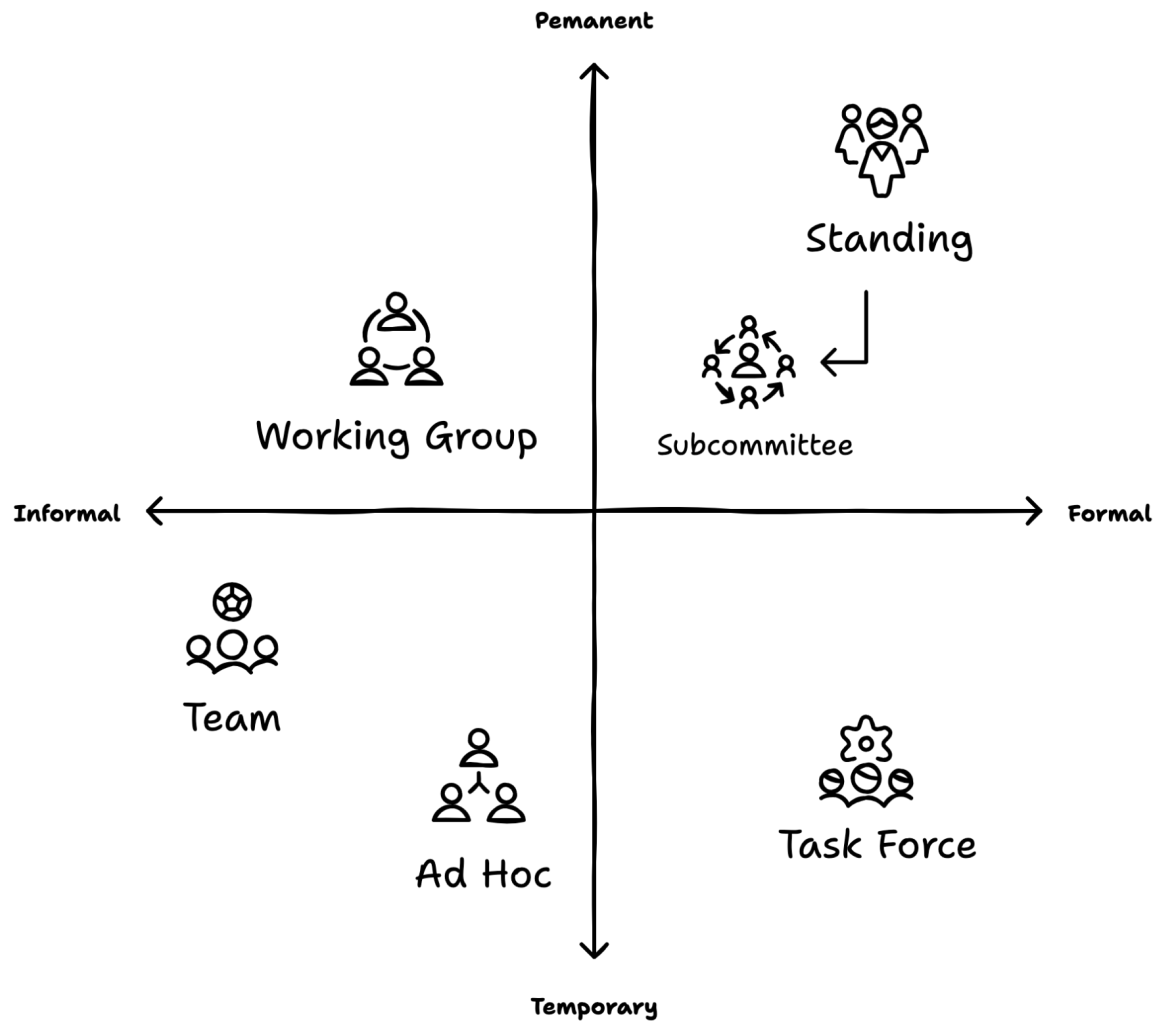 Pemanent
Standing
Working Group
Subcommittee
Informal
Formal
Team
Task Force
Ad Hoc
Temporary